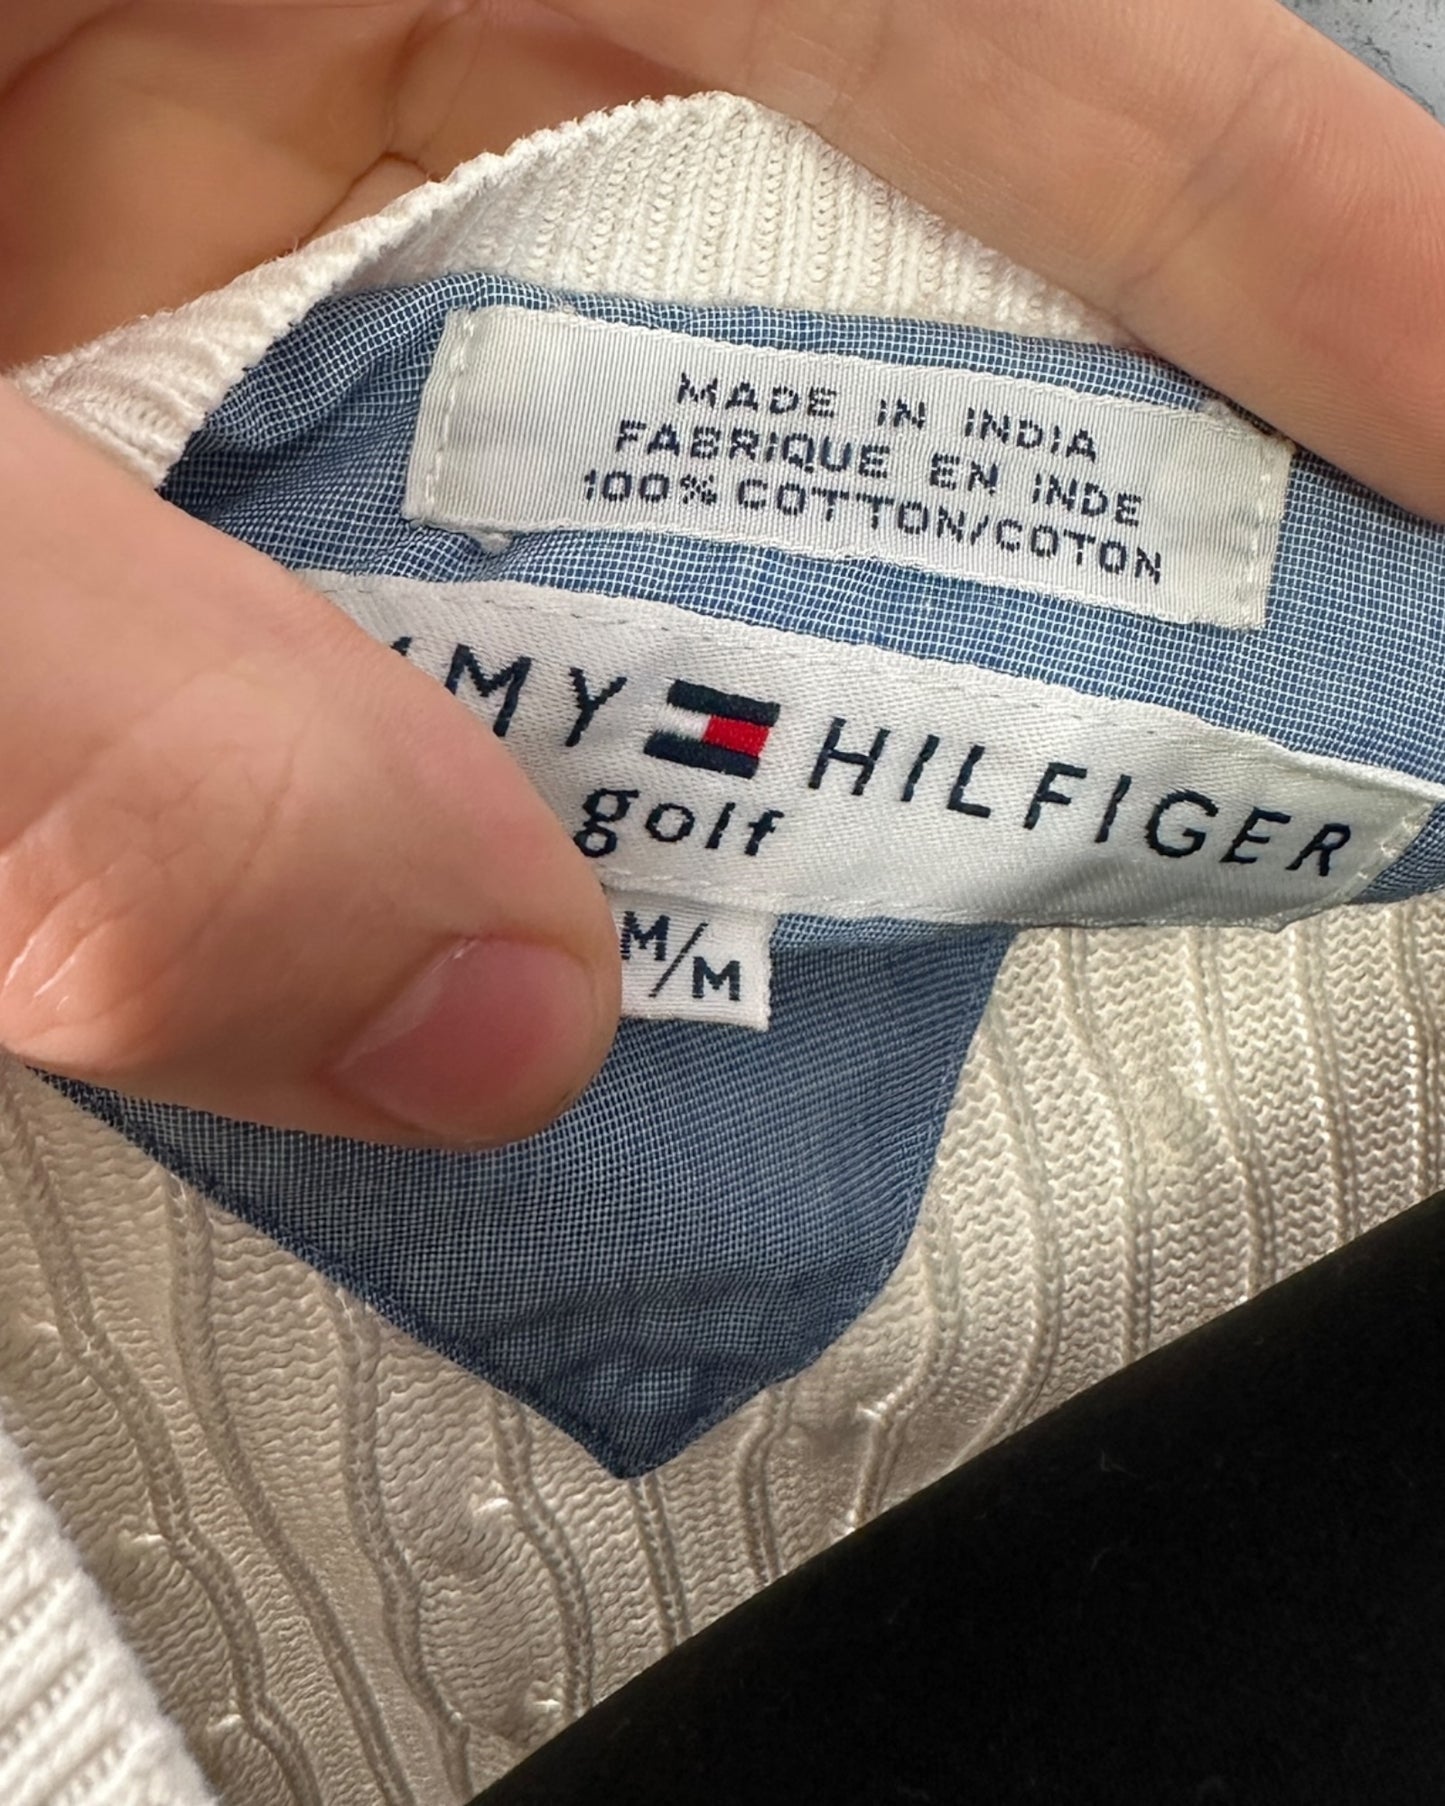 MADE IN INDIA
FABRIQUE EN INDE
100% COTTON/COTON
MY HILFIGER
golf
M/M